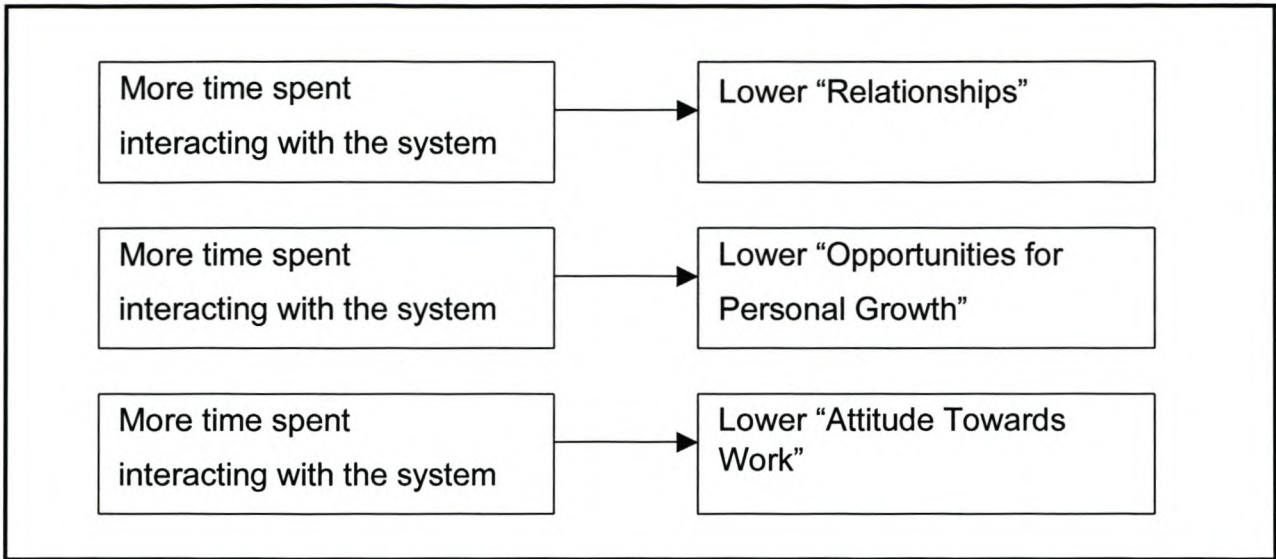 More time spent
interacting with the system
Lower “Relationships”
More time spent
interacting with the system
Lower “Opportunities for
Personal Growth”
More time spent
interacting with the system
Lower “Attitude Towards
Work”